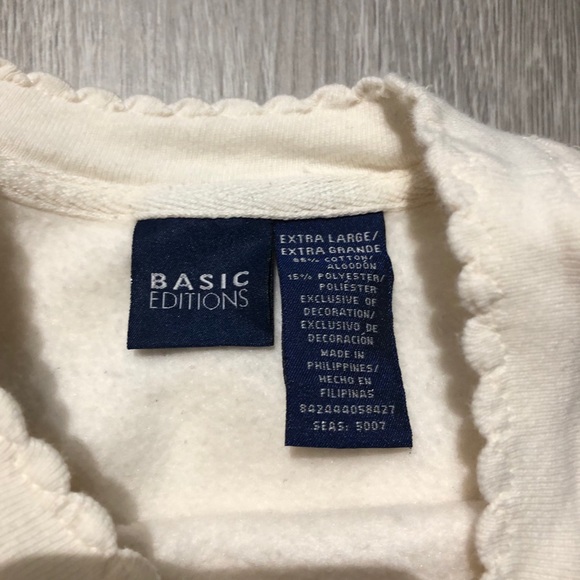 BASIC
EDITIONS
EXTRA LARGE/
EXTRA GRANDE
85% COTTON/
ALGODÓN
15% POLYESTER/
POLIÉSTER
EXCLUSIVE OF
DECORATION/
EXCLUSIVO DE
DECORACIÓN
MADE IN
PHILIPPINES/
HECHO EN
FILIPINAS
842444058427
SEAS: 5007